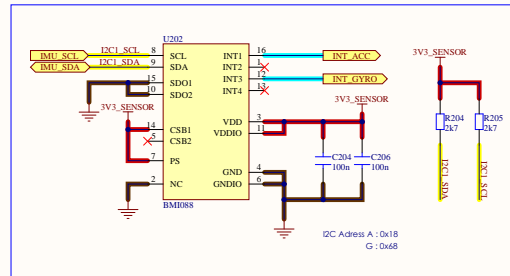 U202
IMU_SCL I2C1_SCL 8 SCL INT1 16 INT_ACC
IMU_SDA I2C1_SDA 9 SDA INT2 1
15 SDO1 INT3 12 INT_GYRO
10 SDO2 INT4 13
3V3_SENSOR
3V3_SENSOR
3V3_SENSOR
14 CSB1 VDD 3
5 CSB2 VDDIO 11
7 PS
2 NC GND 4
GNDIO 6
BMI088
C204
100n
C206
100n
R204
2k7
R205
2k7
I2C1_SDA
I2C1_SCL
I2C Adress A : 0x18
G : 0x68